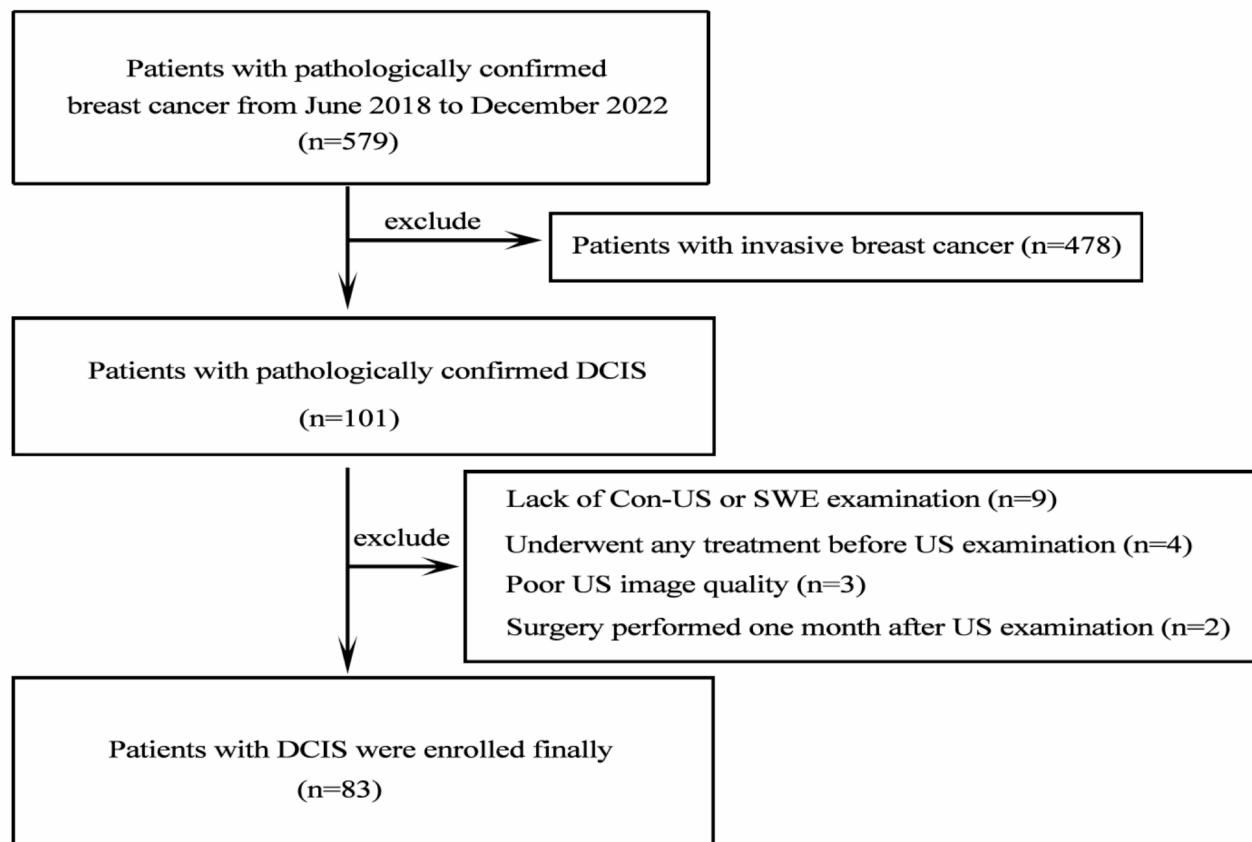 Patients with pathologically confirmed
breast cancer from June 2018 to December 2022
(n=579)
exclude
Patients with invasive breast cancer (n=478)
Patients with pathologically confirmed DCIS
(n=101)
exclude
Lack of Con-US or SWE examination (n=9)
Underwent any treatment before US examination (n=4)
Poor US image quality (n=3)
Surgery performed one month after US examination (n=2)
Patients with DCIS were enrolled finally
(n=83)